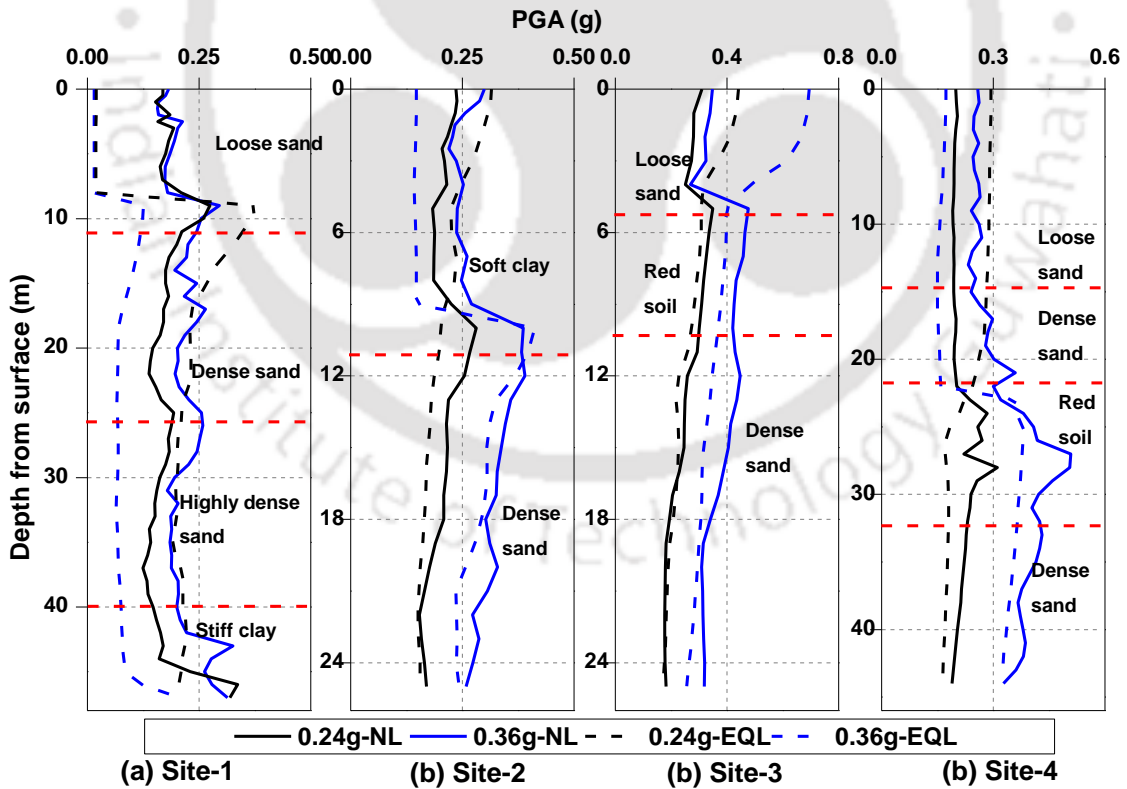 PGA (g)
0.00 0.25 0.50 0.00 0.25 0.50 0.0 0.4 0.8 0.0 0.3 0.6
Depth from surface (m)
0
10
20
30
40
Loose sand
Dense sand
Highly dense
sand
Stiff clay
0
6
12
18
24
Soft clay
Dense
sand
0
6
12
18
24
Loose
sand
Red
soil
Dense
sand
0
10
20
30
40
Loose
sand
Dense
sand
Red
soil
Dense
sand
0.24g-NL 0.36g-NL 0.24g-EQL 0.36g-EQL
(a) Site-1 (b) Site-2 (b) Site-3 (b) Site-4
Indian Institute of Technology Guwahati